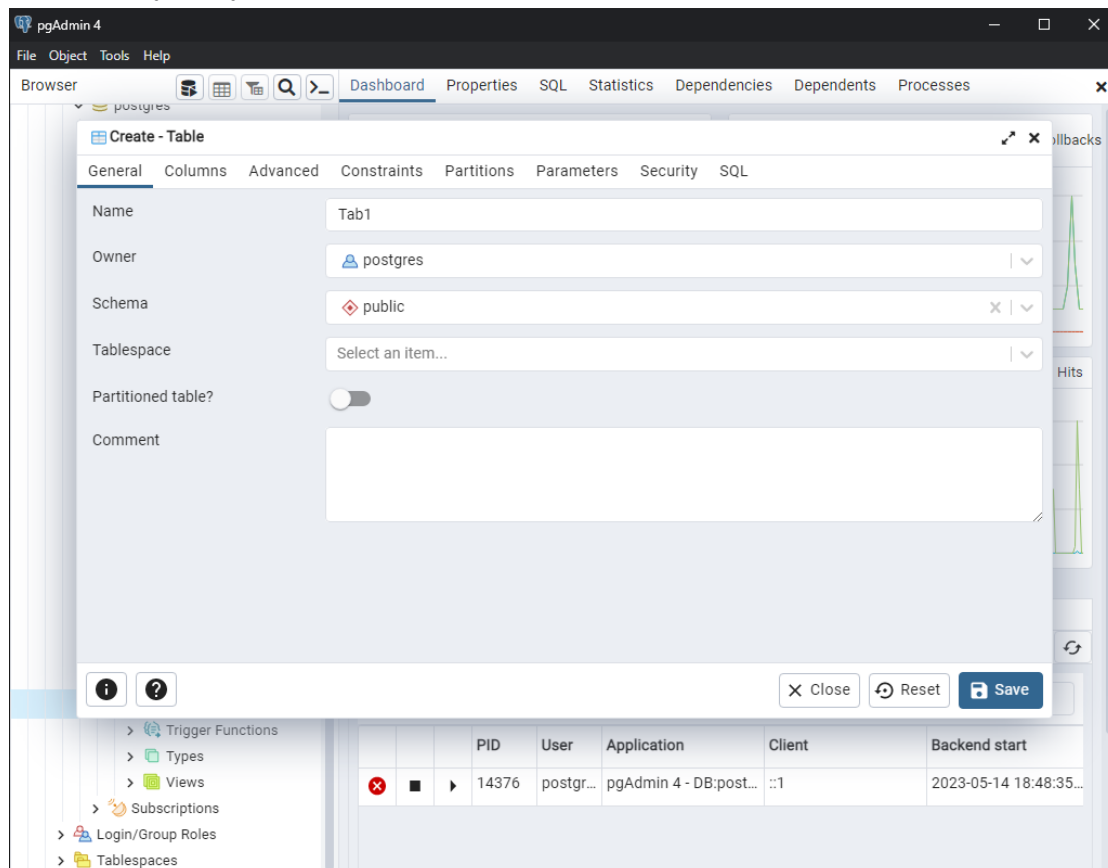 pgAdmin 4
File Object Tools Help
Browser Dashboard Properties SQL Statistics Dependencies Dependents Processes
postgres
Create - Table
ollbacks
General Columns Advanced Constraints Partitions Parameters Security SQL
Name Tab1
Owner postgres
Schema public
Tablespace Select an item...
Hits
Partitioned table?
Comment
Close Reset Save
Trigger Functions
PID User Application Client Backend start
Types
Views
14376 postgr... pgAdmin 4 - DB:post... ::1 2023-05-14 18:48:35...
Subscriptions
Login/Group Roles
Tablespaces